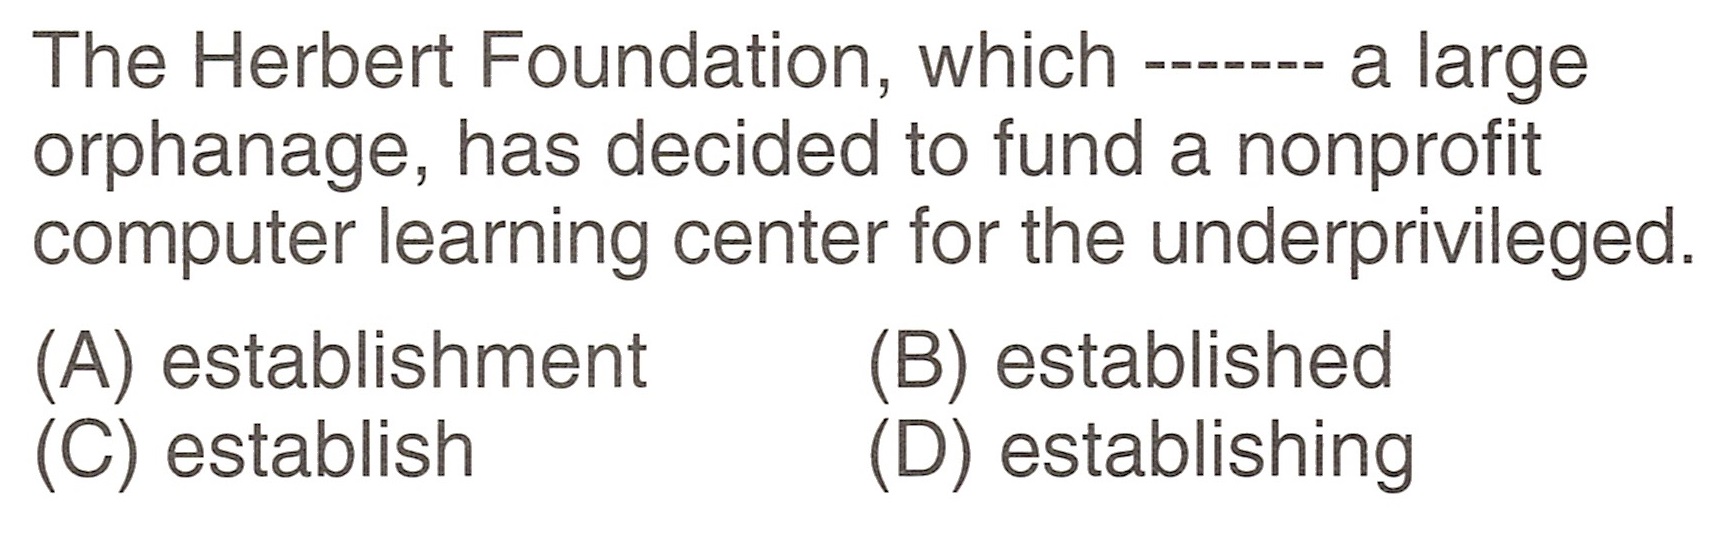 The Herbert Foundation, which ------- a large
orphanage, has decided to fund a nonprofit
computer learning center for the underprivileged.
(A) establishment (B) established
(C) establish (D) establishing